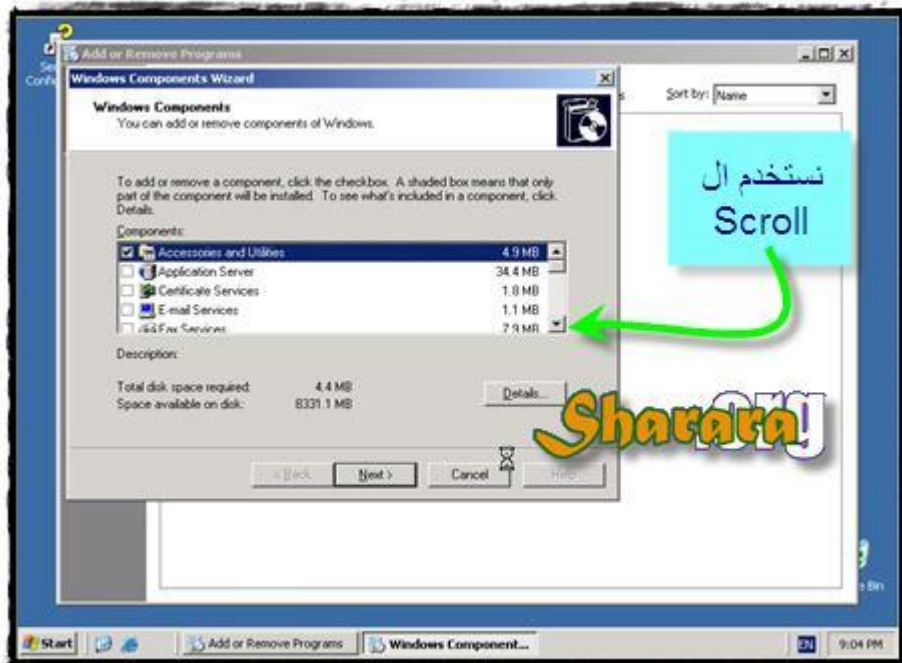 Add or Remove Programs
Windows Components Wizard
Sort by: Name
Windows Components
You can add or remove components of Windows.
To add or remove a component, click the checkbox. A shaded box means that only
part of the component will be installed. To see what's included in a component, click
Details.
Components:
Accessories and Utilities 4.9 MB
Application Server 34.4 MB
Certificate Services 1.8 MB
E-mail Services 1.1 MB
Fax Services 7.9 MB
نستخدم ال
Scroll
Description:
Total disk space required: 4.4 MB
Space available on disk: 8331.1 MB
Details...
Sharara.org
< Back
Next >
Cancel
Help
Bin
Start
Add or Remove Programs
Windows Component...
EN
9:04 PM